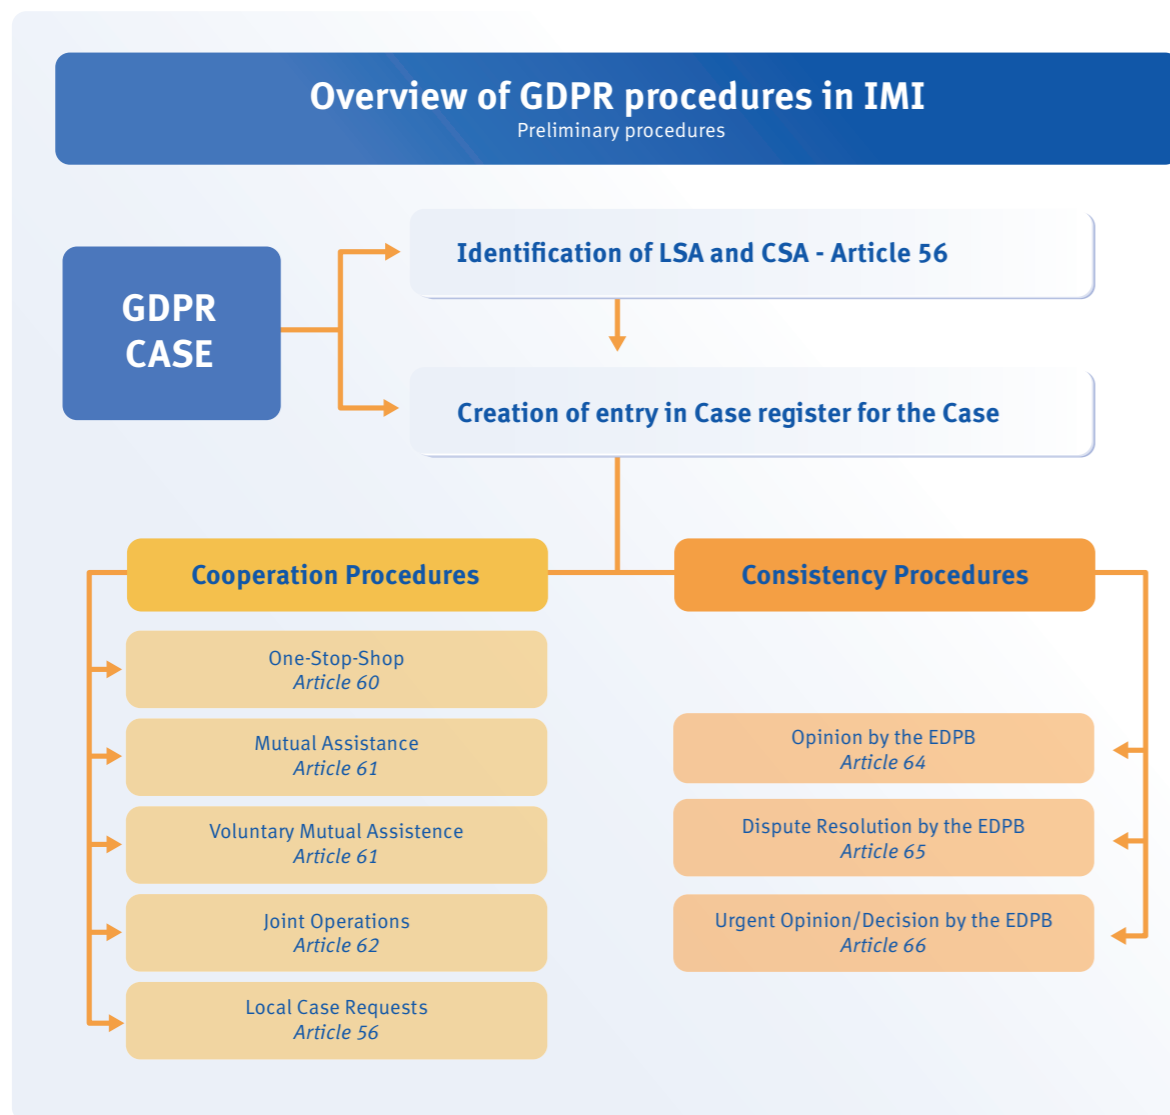 Overview of GDPR procedures in IMI
Preliminary procedures
GDPR
CASE
Identification of LSA and CSA - Article 56
Creation of entry in Case register for the Case
Cooperation Procedures
One-Stop-Shop
Article 60
Mutual Assistance
Article 61
Voluntary Mutual Assistence
Article 61
Joint Operations
Article 62
Local Case Requests
Article 56
Consistency Procedures
Opinion by the EDPB
Article 64
Dispute Resolution by the EDPB
Article 65
Urgent Opinion/Decision by the EDPB
Article 66